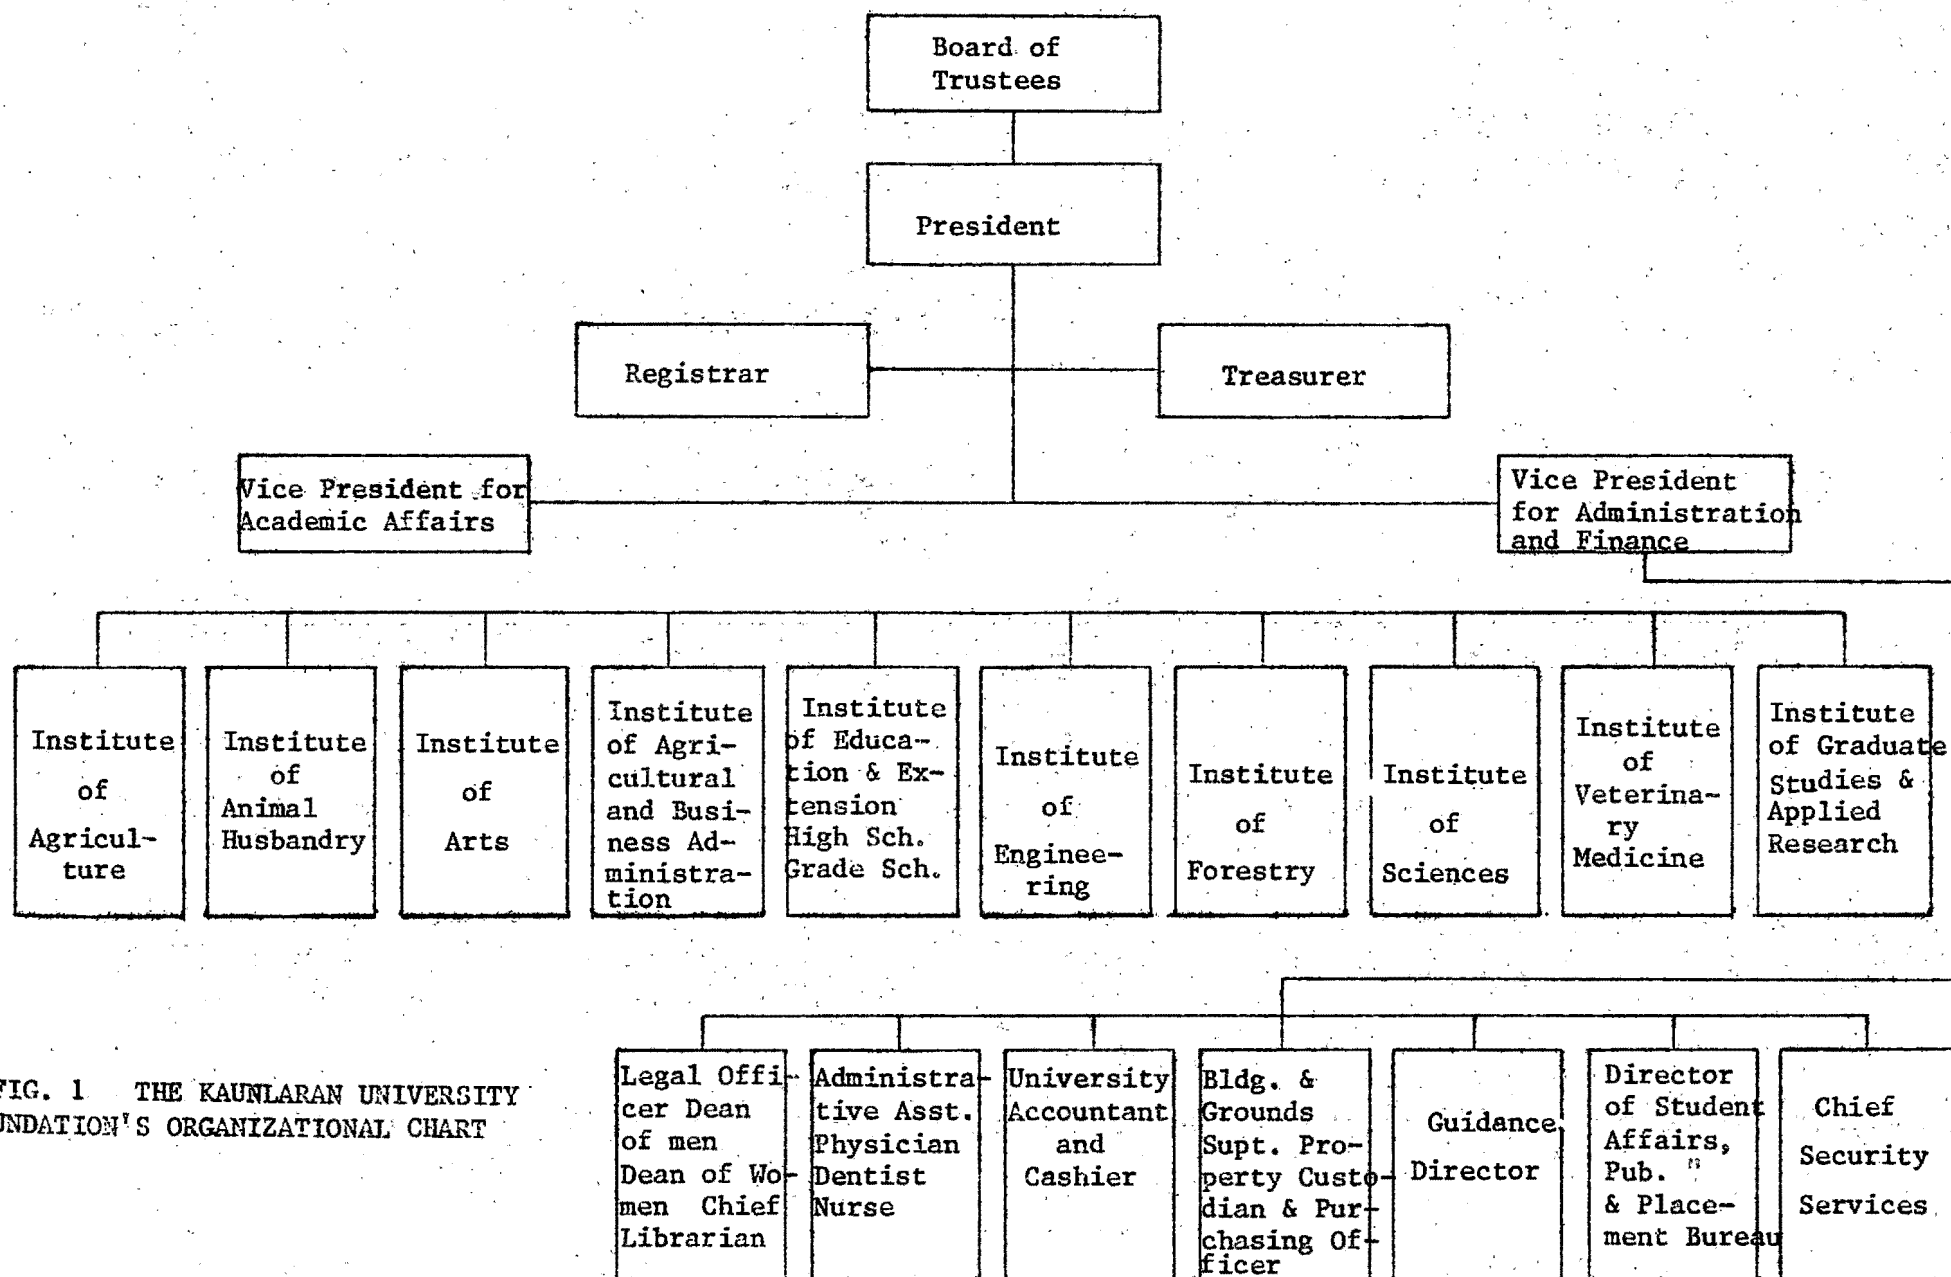 Board of
Trustees
President
Registrar
Treasurer
Vice President for
Academic Affairs
Vice President
for Administration
and Finance
Institute
of
Agricul-
ture
Institute
of
Animal
Husbandry
Institute
of
Arts
Institute
of Agri-
cultural
and Busi-
ness Ad-
ministra-
tion
Institute
of Educa-
tion & Ex-
tension
High Sch.
Grade Sch.
Institute
of
Enginee-
ring
Institute
of
Forestry
Institute
of
Sciences
Institute
of
Veterina-
ry
Medicine
Institute
of Graduate
Studies &
Applied
Research
Legal Offi-
cer Dean
of men
Dean of Wo-
men Chief
Librarian
Administra-
tive Asst.
Physician
Dentist
Nurse
University
Accountant
and
Cashier
Bldg. &
Grounds
Supt. Pro-
perty Custo-
dian & Pur-
chasing Of-
ficer
Guidance
Director
Director
of Student
Affairs,
Pub. "
& Place-
ment Bureau
Chief
Security
Services
FIG. 1 THE KAUNLARAN UNIVERSITY
UNDATION'S ORGANIZATIONAL CHART